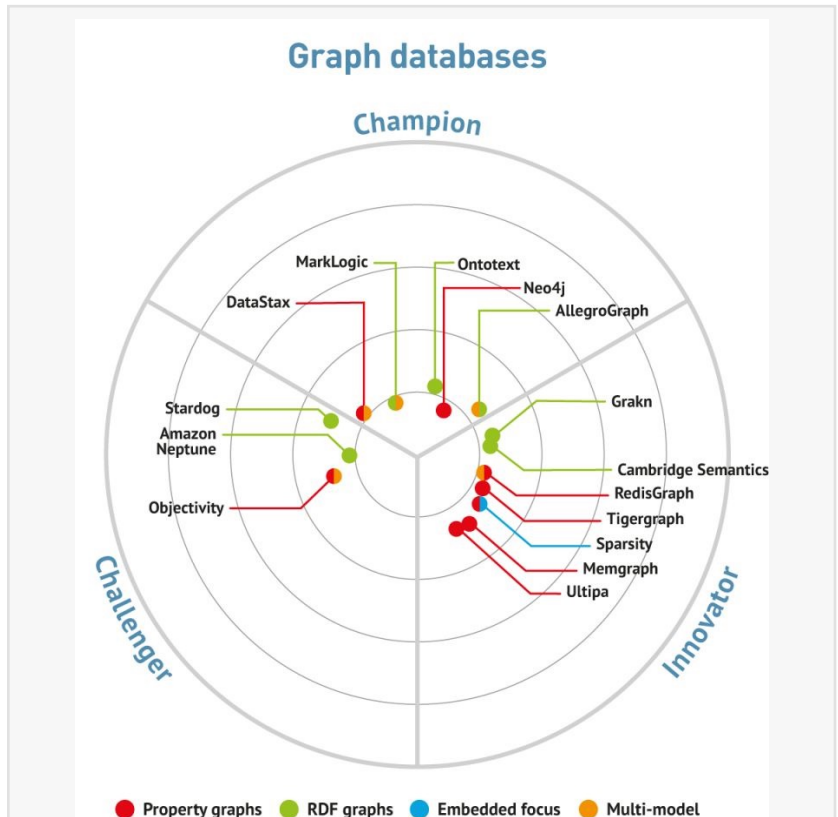 Graph databases
Champion
MarkLogic
Ontotext
Neo4j
DataStax
AllegroGraph
Stardog
Grakn
Amazon
Neptune
Cambridge Semantics
RedisGraph
Objectivity
Tigergraph
Sparsity
Memgraph
Ultipa
Challenger
Innovator
Property graphs RDF graphs Embedded focus Multi-model